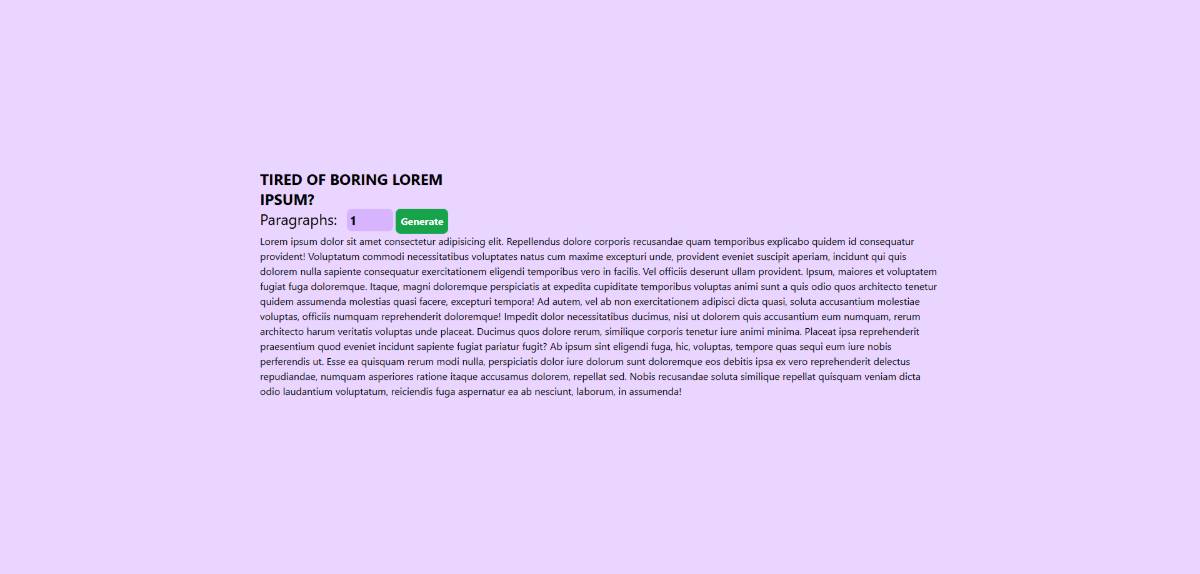 TIRED OF BORING LOREM
IPSUM?
Paragraphs: 1 Generate
Lorem ipsum dolor sit amet consectetur adipisicing elit. Repellendus dolore corporis recusandae quam temporibus explicabo quidem id consequatur
provident! Voluptatum commodi necessitatibus voluptates natus cum maxime excepturi unde, provident eveniet suscipit aperiam, incidunt qui quis
dolorem nulla sapiente consequatur exercitationem eligendi temporibus vero in facilis. Vel officiis deserunt ullam provident. Ipsum, maiores et voluptatem
fugiat fuga doloremque. Itaque, magni doloremque perspiciatis at expedita cupiditate temporibus voluptas animi sunt a quis odio quos architecto tenetur
quidem assumenda molestias quasi facere, excepturi tempora! Ad autem, vel ab non exercitationem adipisci dicta quasi, soluta accusantium molestiae
voluptas, officiis numquam reprehenderit doloremque! Impedit dolor necessitatibus ducimus, nisi ut dolorem quis accusantium eum numquam, rerum
architecto harum veritatis voluptas unde placeat. Ducimus quos dolore rerum, similique corporis tenetur iure animi minima. Placeat ipsa reprehenderit
praesentium quod eveniet incidunt sapiente fugiat pariatur fugit? Ab ipsum sint eligendi fuga, hic, voluptas, tempore quas sequi eum iure nobis
perferendis ut. Esse ea quisquam rerum modi nulla, perspiciatis dolor iure dolorum sunt doloremque eos debitis ipsa ex vero reprehenderit delectus
repudiandae, numquam asperiores ratione itaque accusamus dolorem, repellat sed. Nobis recusandae soluta similique repellat quisquam veniam dicta
odio laudantium voluptatum, reiciendis fuga aspernatur ea ab nesciunt, laborum, in assumenda!